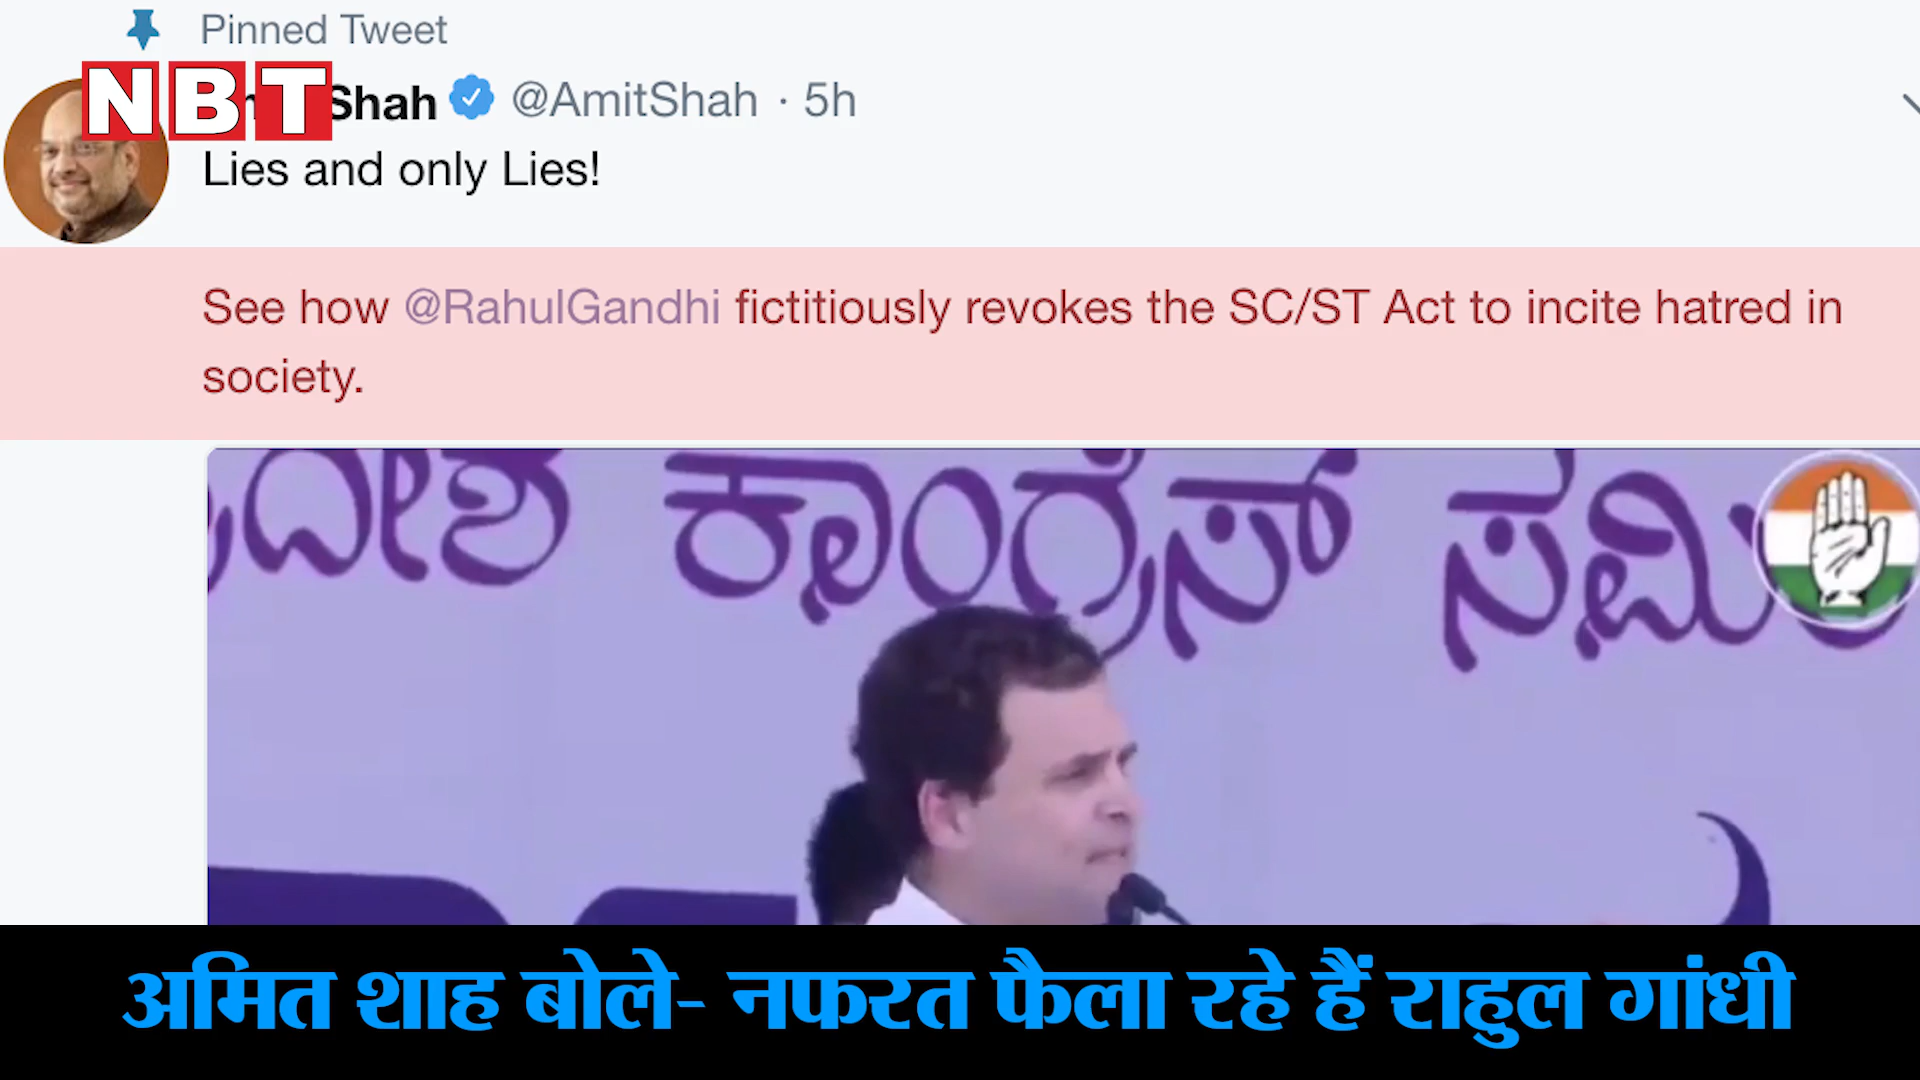 Pinned Tweet
NBT
Shah @AmitShah · 5h
Lies and only Lies!
See how @RahulGandhi fictitiously revokes the SC/ST Act to incite hatred in
society.
ಕಾಂಗ್ರೆಸ್
अमित शाह बोले- नफरत फैला रहे हैं राहुल गांधी